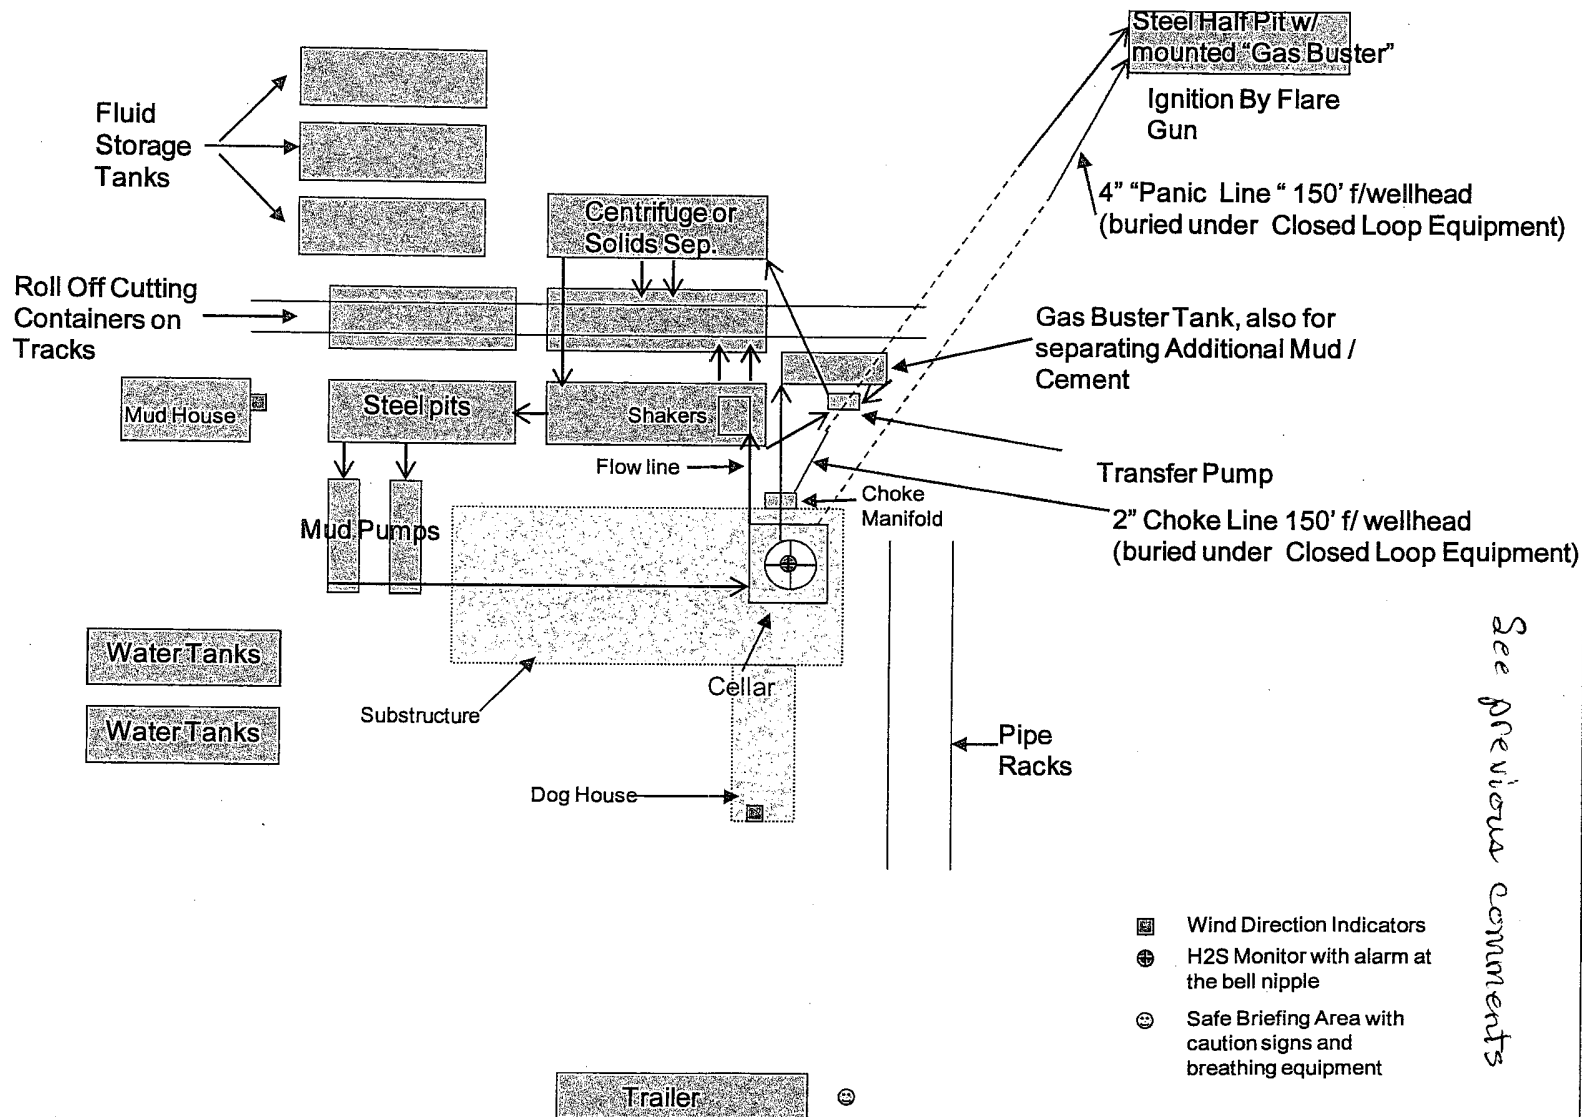 Steel Half Pit w/
mounted "Gas Buster"
Ignition By Flare
Gun
Fluid
Storage
Tanks
4" "Panic Line " 150' f/wellhead
(buried under Closed Loop Equipment)
Centrifuge or
Solids Sep.
Roll Off Cutting
Containers on
Tracks
Gas Buster Tank, also for
separating Additional Mud /
Cement
Mud House
Steel pits
Shakers
Flow line
Transfer Pump
Choke
Manifold
2" Choke Line 150' f/ wellhead
(buried under Closed Loop Equipment)
Mud Pumps
Water Tanks
Water Tanks
Substructure
Cellar
Pipe
Racks
Dog House
See previous comments
Wind Direction Indicators
H2S Monitor with alarm at
the bell nipple
Safe Briefing Area with
caution signs and
breathing equipment
Trailer